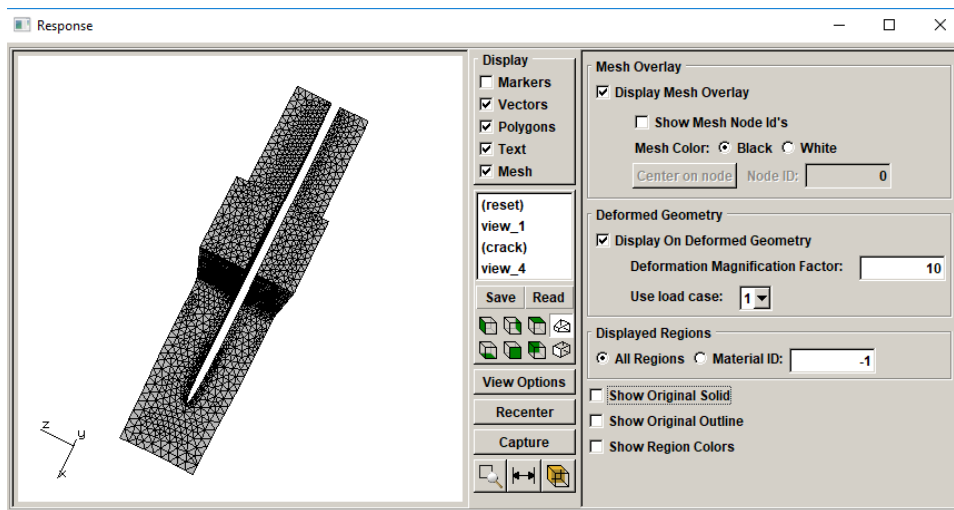 Response
z
y
x
Display
Markers
Vectors
Polygons
Text
Mesh
(reset)
view_1
(crack)
view_4
Save Read
View Options
Recenter
Capture
Mesh Overlay
Display Mesh Overlay
Show Mesh Node Id's
Mesh Color: Black White
Center on node Node ID: 0
Deformed Geometry
Display On Deformed Geometry
Deformation Magnification Factor: 10
Use load case: 1
Displayed Regions
All Regions Material ID: -1
Show Original Solid
Show Original Outline
Show Region Colors